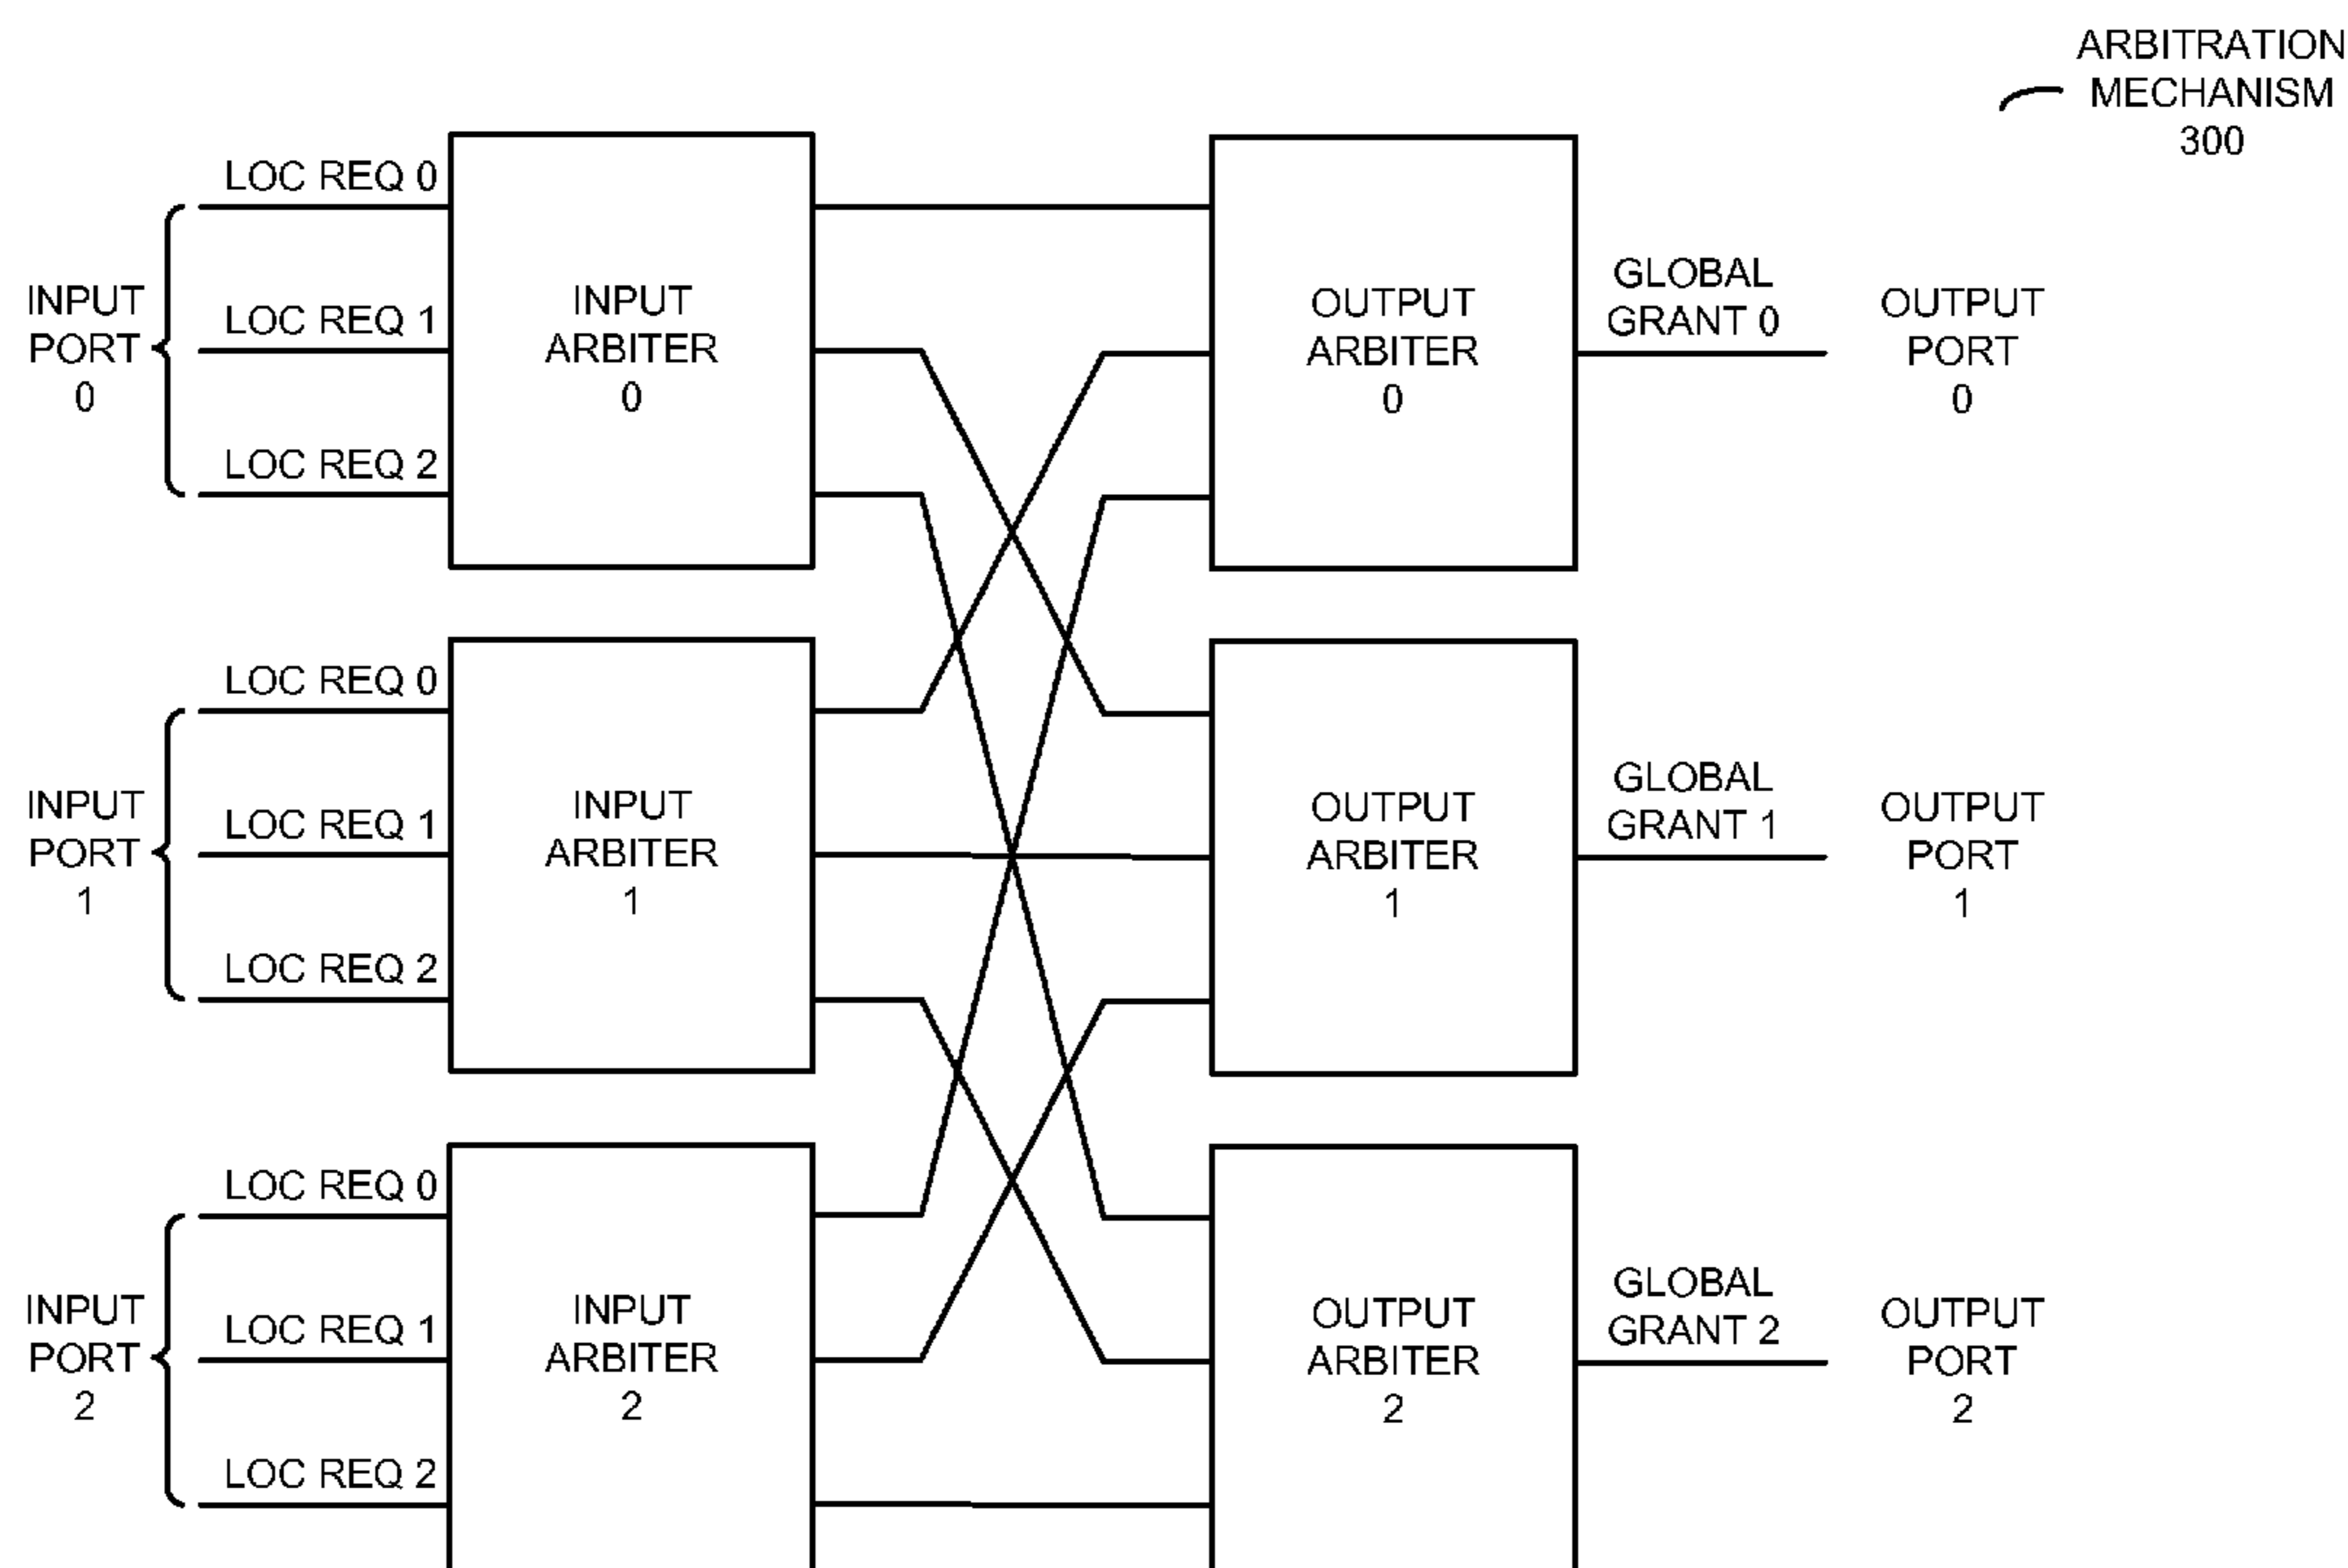 ARBITRATION
MECHANISM
300
LOC REQ 0
LOC REQ 1
LOC REQ 2
INPUT
PORT
0
INPUT
ARBITER
0
OUTPUT
ARBITER
0
GLOBAL
GRANT 0
OUTPUT
PORT
0
LOC REQ 0
LOC REQ 1
LOC REQ 2
INPUT
PORT
1
INPUT
ARBITER
1
OUTPUT
ARBITER
1
GLOBAL
GRANT 1
OUTPUT
PORT
1
LOC REQ 0
LOC REQ 1
LOC REQ 2
INPUT
PORT
2
INPUT
ARBITER
2
OUTPUT
ARBITER
2
GLOBAL
GRANT 2
OUTPUT
PORT
2